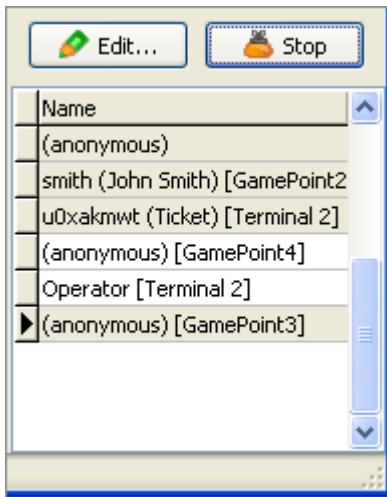 Edit...
Stop
Name
(anonymous)
smith (John Smith) [GamePoint2
u0xakmwt (Ticket) [Terminal 2]
(anonymous) [GamePoint4]
Operator [Terminal 2]
(anonymous) [GamePoint3]